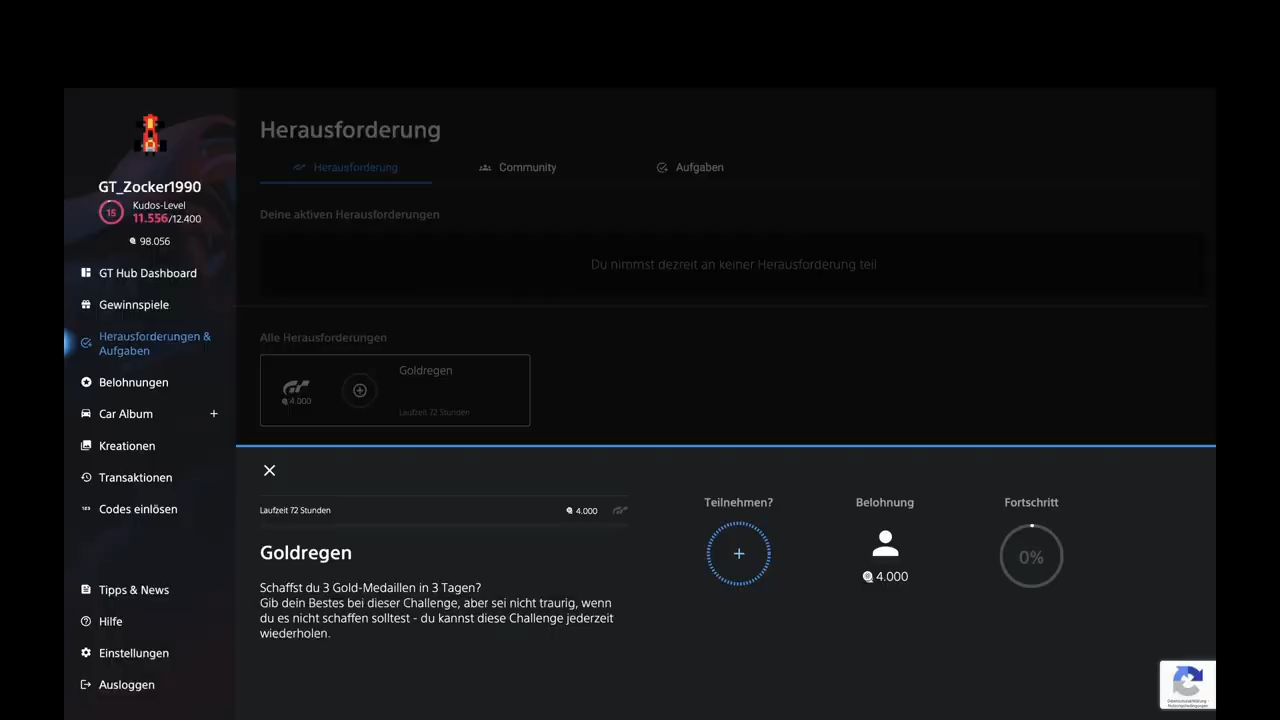 GT_Zocker1990
Kudos-Level
15
11.556/12.400
98.056
GT Hub Dashboard
Gewinnspiele
Herausforderungen &
Aufgaben
Belohnungen
Car Album +
Kreationen
Transaktionen
Codes einlösen
Tipps & News
Hilfe
Einstellungen
Ausloggen
Herausforderung
Herausforderung Community Aufgaben
Deine aktiven Herausforderungen
Du nimmst dezreit an keiner Herausforderung teil
Alle Herausforderungen
Goldregen
4.000
Laufzeit 72 Stunden
Laufzeit 72 Stunden 4.000
Goldregen
Schaffst du 3 Gold-Medaillen in 3 Tagen?
Gib dein Bestes bei dieser Challenge, aber sei nicht traurig, wenn
du es nicht schaffen solltest - du kannst diese Challenge jederzeit
wiederholen.
Teilnehmen? Belohnung Fortschritt
+ 0%
4.000
Datenschutzerklärung -
Nutzungsbedingungen